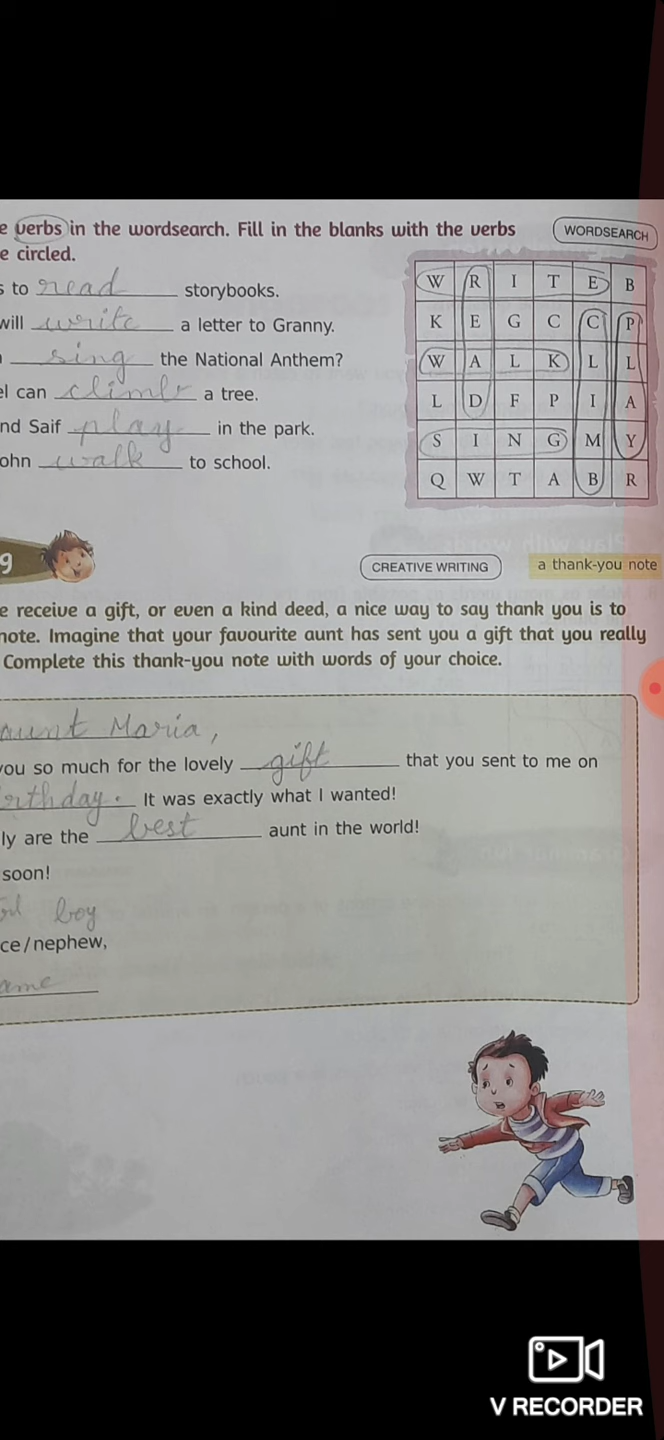 e verbs in the wordsearch. Fill in the blanks with the verbs
e circled.
WORDSEARCH
s to read storybooks.
will write a letter to Granny.
sing the National Anthem?
el can climb a tree.
nd Saif play in the park.
ohn walk to school.
W R I T E B
K E G C C P
W A L K L L
L D F P I A
S I N G M Y
Q W T A B R
g
CREATIVE WRITING
a thank-you note
e receive a gift, or even a kind deed, a nice way to say thank you is to
note. Imagine that your favourite aunt has sent you a gift that you really
Complete this thank-you note with words of your choice.
aunt Maria,
you so much for the lovely gift that you sent to me on
irthday. It was exactly what I wanted!
ly are the best aunt in the world!
soon!
boy
ce/nephew,
ame
V RECORDER